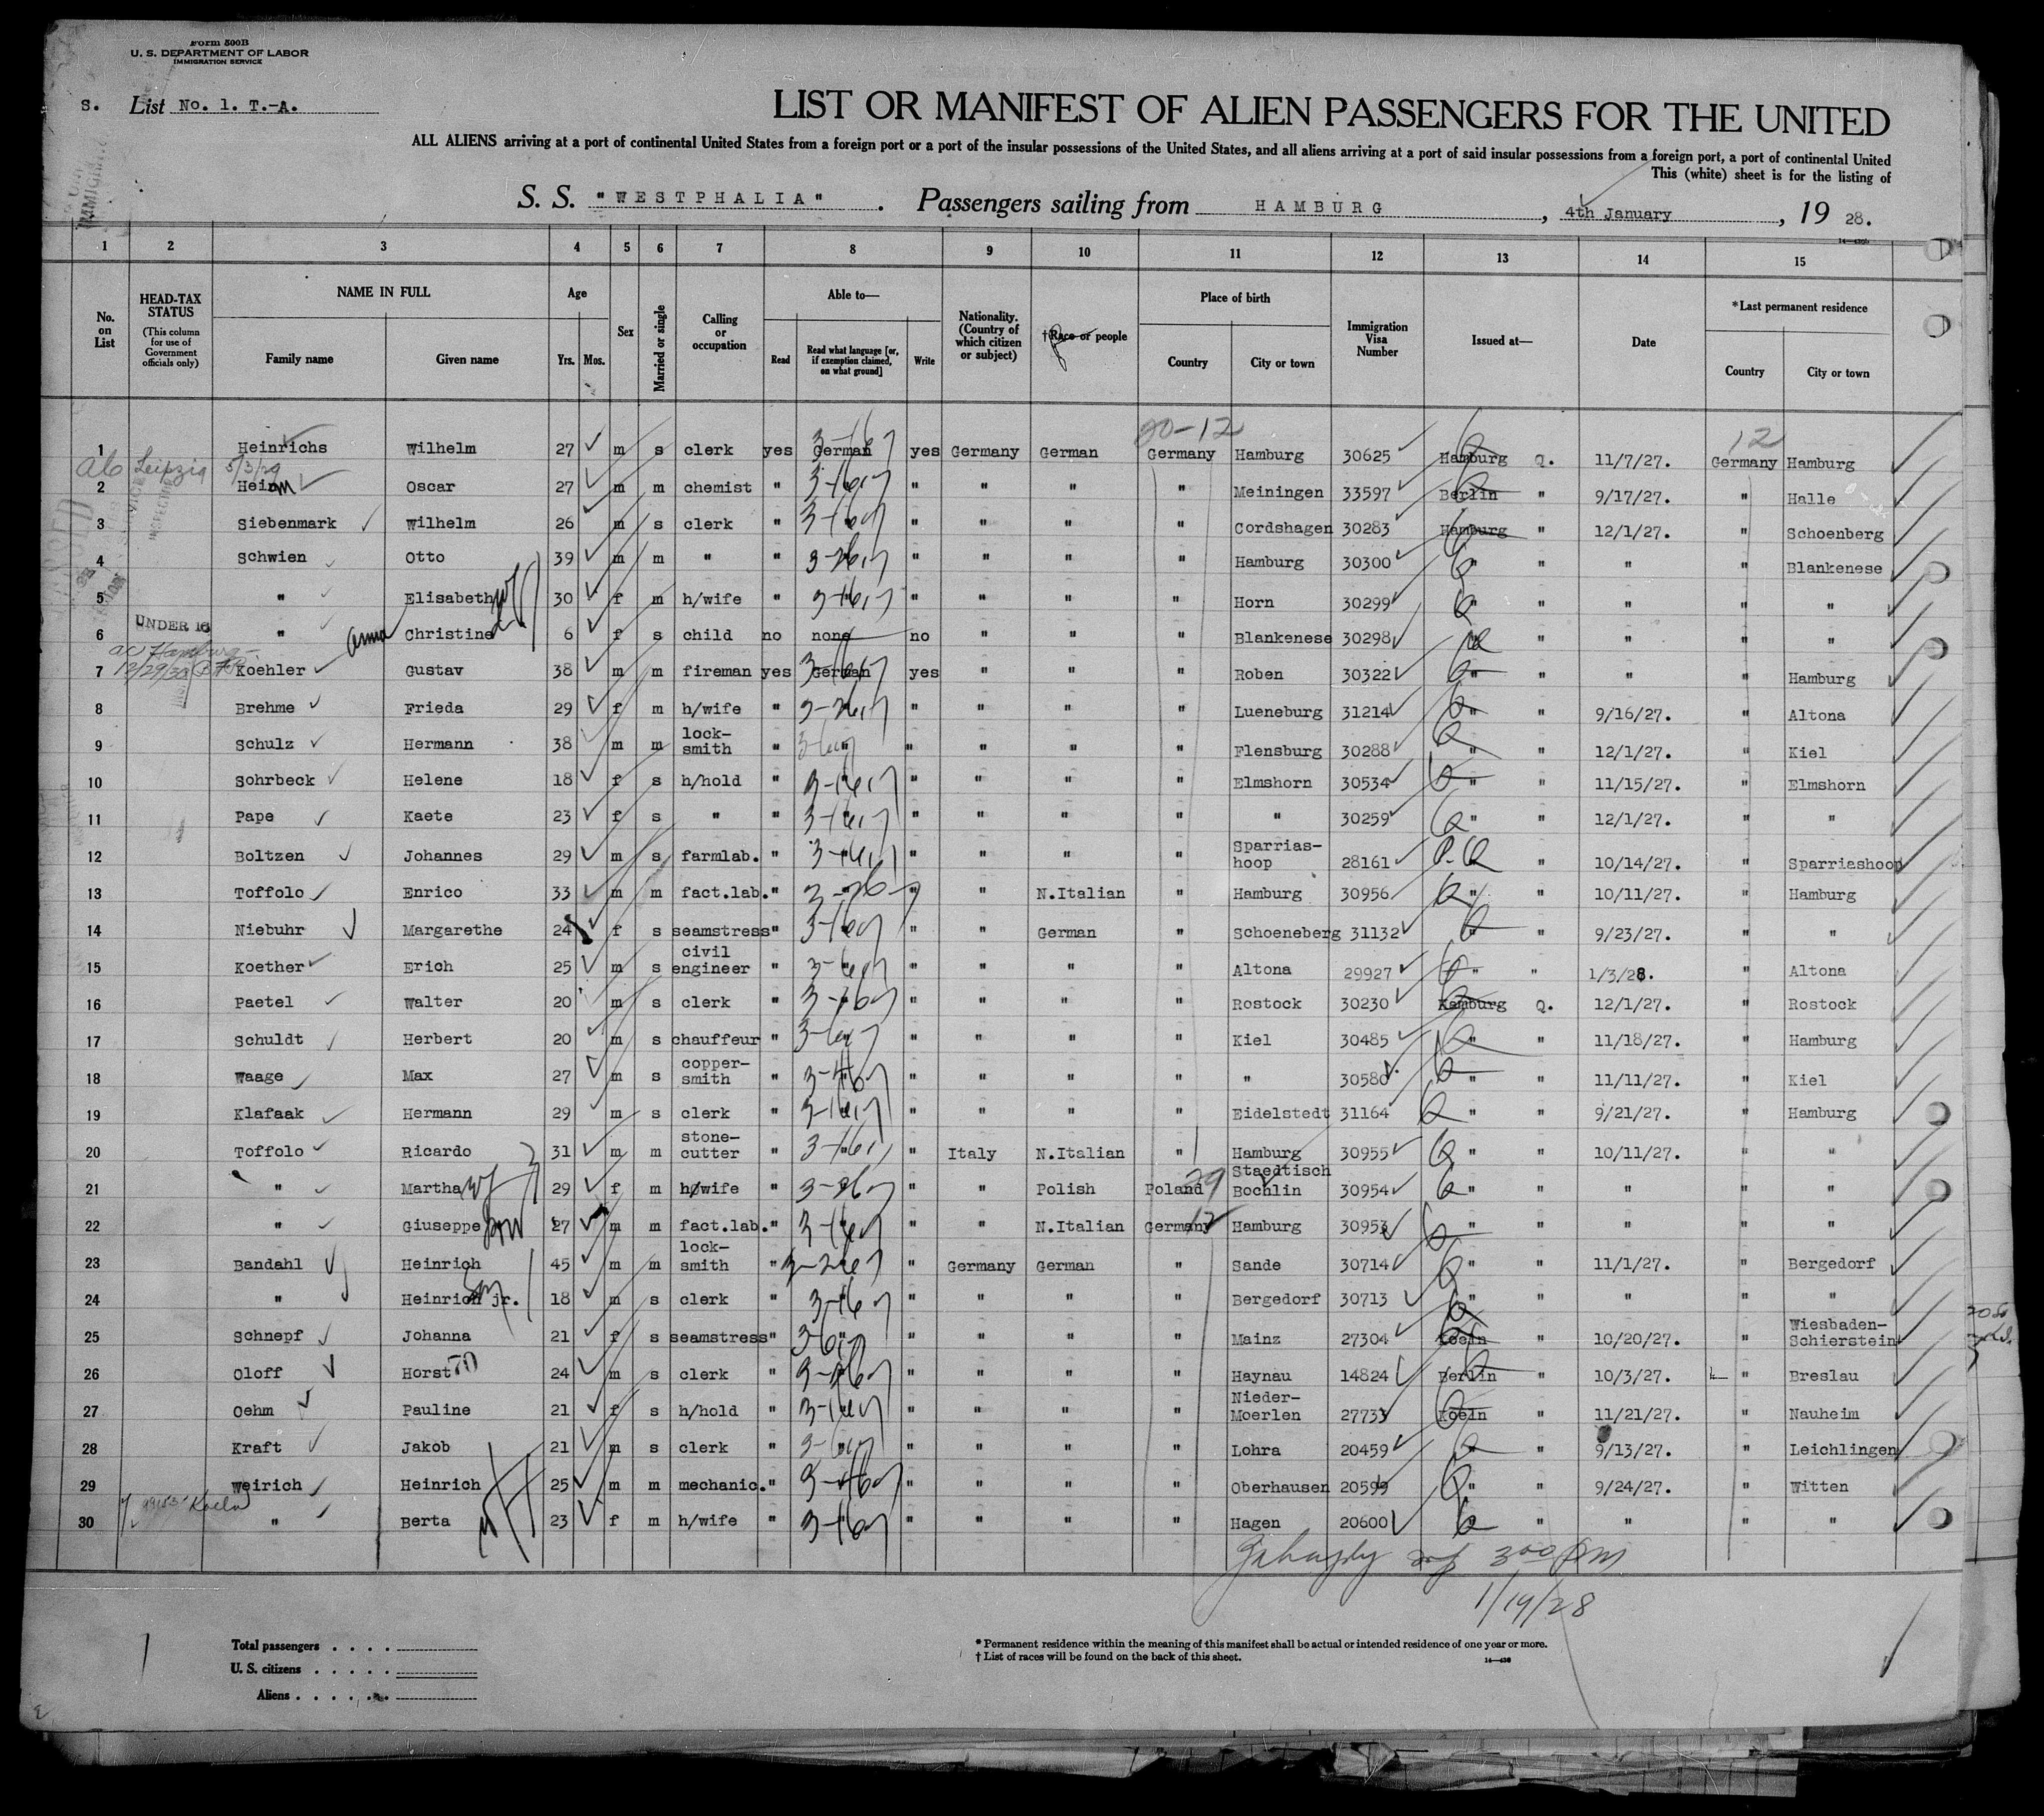 Form 500B
U. S. DEPARTMENT OF LABOR
IMMIGRATION SERVICE
S. List No. 1. T.-A.
LIST OR MANIFEST OF ALIEN PASSENGERS FOR THE UNITED
ALL ALIENS arriving at a port of continental United States from a foreign port or a port of the insular possessions of the United States, and all aliens arriving at a port of said insular possessions from a foreign port, a port of continental United
This (white) sheet is for the listing of
S. S. "WESTPHALIA". Passengers sailing from HAMBURG, 4th January, 19 28.
14—430b
1 2 3 4 5 6 7 8 9 10 11 12 13 14 15
No. on List
HEAD-TAX STATUS (This column for use of Government officials only)
NAME IN FULL
Family name Given name
Age
Yrs. Mos.
Sex
Married or single
Calling or occupation
Able to—
Read Read what language [or, if exemption claimed, on what ground] Write
Nationality. (Country of which citizen or subject)
†Race or people
Place of birth
Country City or town
Immigration Visa Number
Issued at—
Date
*Last permanent residence
Country City or town
20-12 12
1 Heinrichs Wilhelm 27 m s clerk yes German yes Germany German Germany Hamburg 30625 Hamburg Q. 11/7/27. Germany Hamburg
Leipzig 5/3/29
2 Hein Oscar 27 m m chemist " " " " " Meiningen 33597 Berlin " 9/17/27. " Halle
3 Siebenmark Wilhelm 26 m s clerk " " " " " " Cordshagen 30283 Hamburg " 12/1/27. " Schoenberg
4 Schwien Otto 39 m m " " " " " " " Hamburg 30300 " " " " Blankenese
5 " Elisabeth wf 30 f m h/wife " " " " " " Horn 30299 " " " " "
UNDER 16
6 " Anna Christine 6 f s child no none no " " " Blankenese 30298 " " " " "
Hamburg 12/29/30
7 Koehler Gustav 38 m m fireman yes German yes " " " Roben 30322 " " " " Hamburg
8 Brehme Frieda 29 f m h/wife " " " " " " Lueneburg 31214 " " 9/16/27. " Altona
9 Schulz Hermann 38 m m lock-smith " " " " " " Flensburg 30288 " " 12/1/27. " Kiel
10 Sohrbeck Helene 18 f s h/hold " " " " " " Elmshorn 30534 " " 11/15/27. " Elmshorn
11 Pape Kaete 23 f s " " " " " " " " 30259 " " 12/1/27. " "
12 Boltzen Johannes 29 m s farmlab. " " " " " " Sparrias-hoop 28161 " 10/14/27. " Sparriashoop
13 Toffolo Enrico 33 m m fact.lab. " " " " N.Italian " Hamburg 30956 " " 10/11/27. " Hamburg
14 Niebuhr Margarethe 24 f s seamstress " " " " German " Schoeneberg 31132 " " 9/23/27. " "
15 Koether Erich 25 m s civil engineer " " " " " " Altona 29927 " " 1/3/28. " Altona
16 Paetel Walter 20 m s clerk " " " " " " Rostock 30230 Hamburg Q. 12/1/27. " Rostock
17 Schuldt Herbert 20 m s chauffeur " " " " " " Kiel 30485 " " 11/18/27. " Hamburg
18 Waage Max 27 m s copper-smith " " " " " " " 30580 " " 11/11/27. " Kiel
19 Klafaak Hermann 29 m s clerk " " " " " " Eidelstedt 31164 " " 9/21/27. " Hamburg
20 Toffolo Ricardo 31 m m stone-cutter " " " Italy N.Italian " Hamburg 30955 " " 10/11/27. " "
21 " Martha wf 29 f m h/wife " " " " Polish Poland Staedtisch Bochlin 30954 " " " " "
22 " Giuseppe 27 m m fact.lab. " " " " N.Italian Germany Hamburg 30953 " " " " "
23 Bandahl Heinrich 45 m m lock-smith " " " Germany German " Sande 30714 " " 11/1/27. " Bergedorf
24 " Heinrich jr. 18 m s clerk " " " " " " Bergedorf 30713 " " " " "
25 Schnepf Johanna 21 f s seamstress " " " " " " Mainz 27304 Koeln " 10/20/27. " Wiesbaden-Schierstein
26 Oloff Horst 24 m s clerk " " " " " " Haynau 14824 Berlin " 10/3/27. " Breslau
27 Oehm Pauline 21 f s h/hold " " " " " " Nieder-Moerlen 27733 Koeln " 11/21/27. " Nauheim
28 Kraft Jakob 21 m s clerk " " " " " " Lohra 20459 " " 9/13/27. " Leichlingen
29 Weirich Heinrich 25 m m mechanic. " " " " " " Oberhausen 20599 " " 9/24/27. " Witten
30 " Berta 23 f m h/wife " " " " " " Hagen 20600 " " " " "
3 00 PM
1/19/28
Total passengers . . . .
U. S. citizens . . . . .
Aliens . . . . . .
* Permanent residence within the meaning of this manifest shall be actual or intended residence of one year or more.
† List of races will be found on the back of this sheet.
14—430